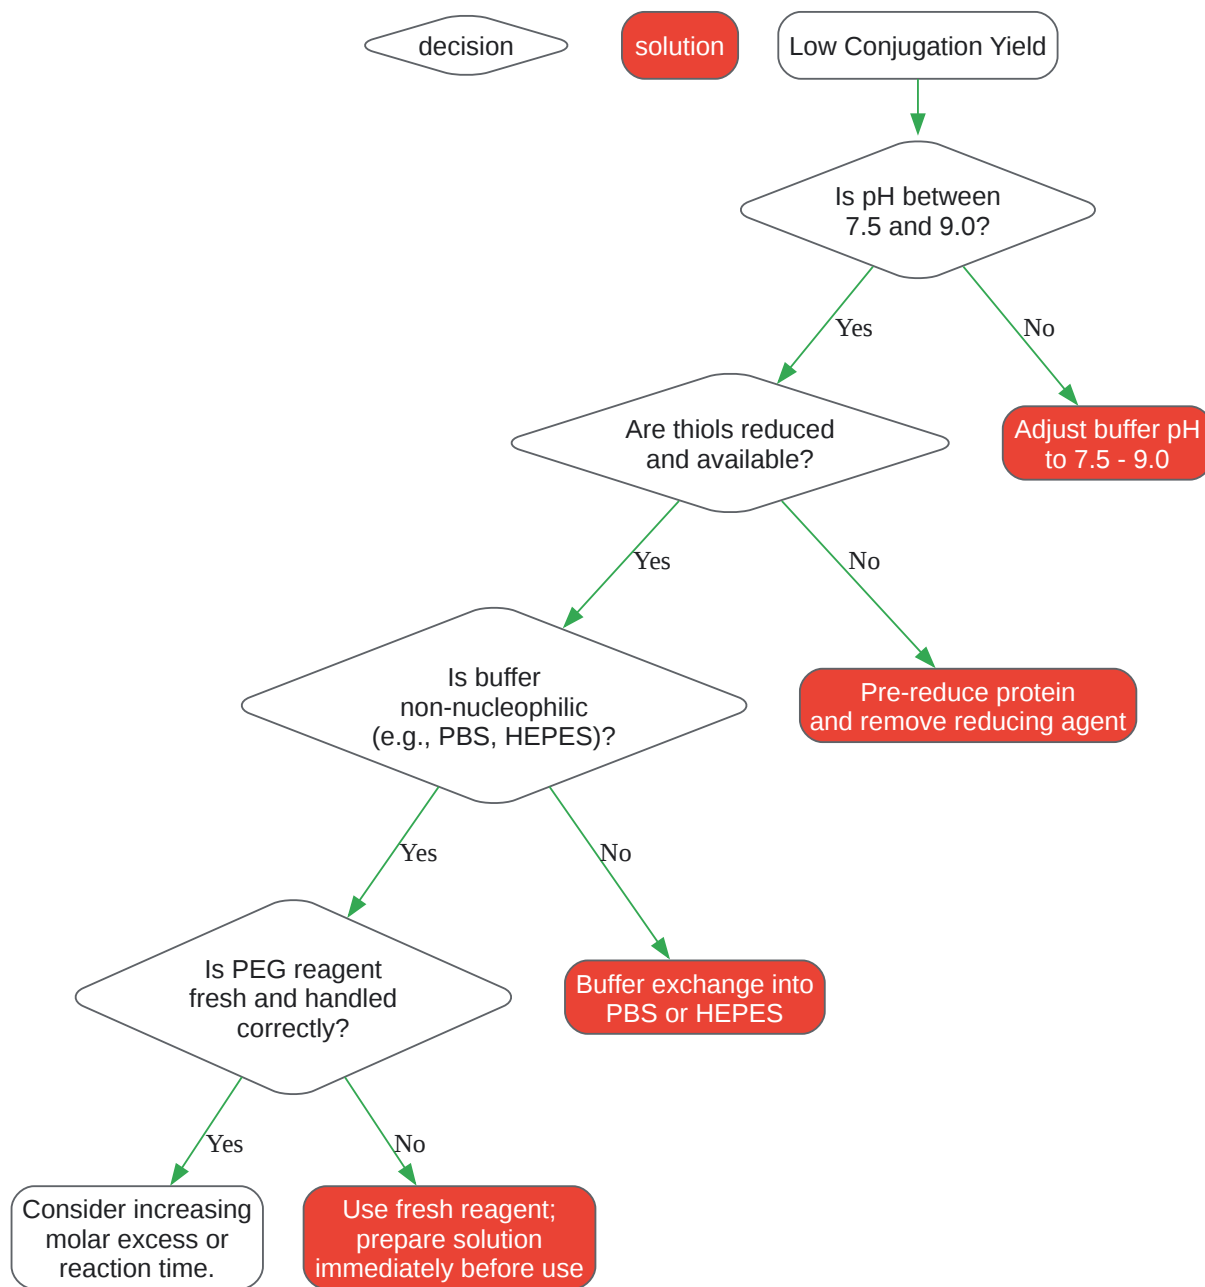 decision
solution
Low Conjugation Yield
Is pH between
7.5 and 9.0?
Yes
No
Are thiols reduced
and available?
Adjust buffer pH
to 7.5 - 9.0
Yes
No
Is buffer
non-nucleophilic
(e.g., PBS, HEPES)?
Pre-reduce protein
and remove reducing agent
Yes
No
Is PEG reagent
fresh and handled
correctly?
Buffer exchange into
PBS or HEPES
Yes
No
Consider increasing
molar excess or
reaction time.
Use fresh reagent;
prepare solution
immediately before use